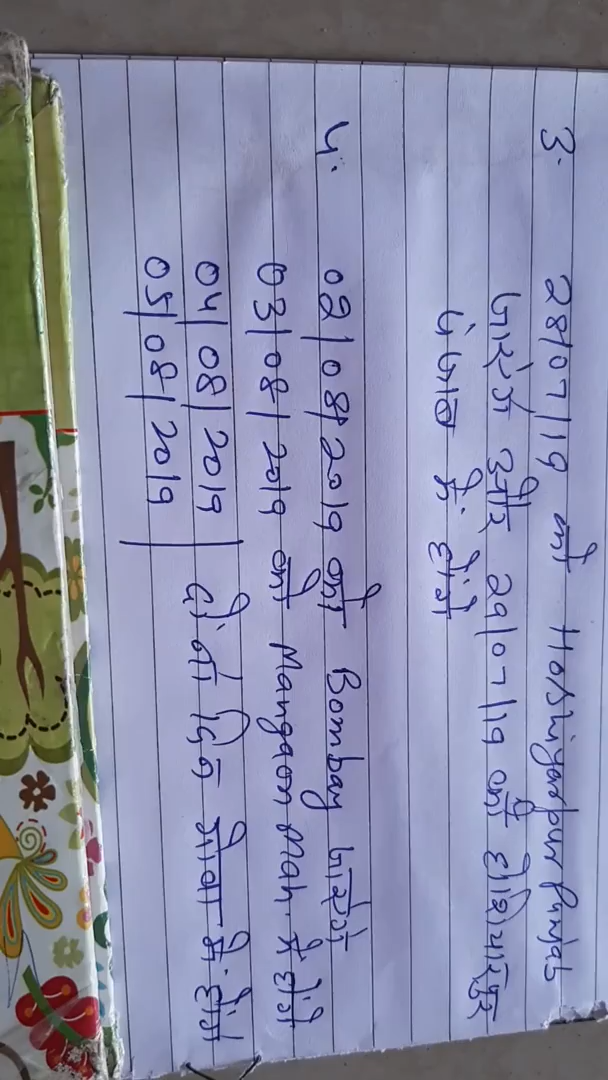 3. 28/07/19 को Hoshiyarpur Punjab
जायेंगे और 29/07/19 को होशियारपुर
पंजाब में होंगे
4. 02/08/2019 को Bombay जायेंगे
03/08/2019 को Mangaon Mah. में होंगे
04/08/2019
05/08/2019 दोनों दिन गोवा में होंगे